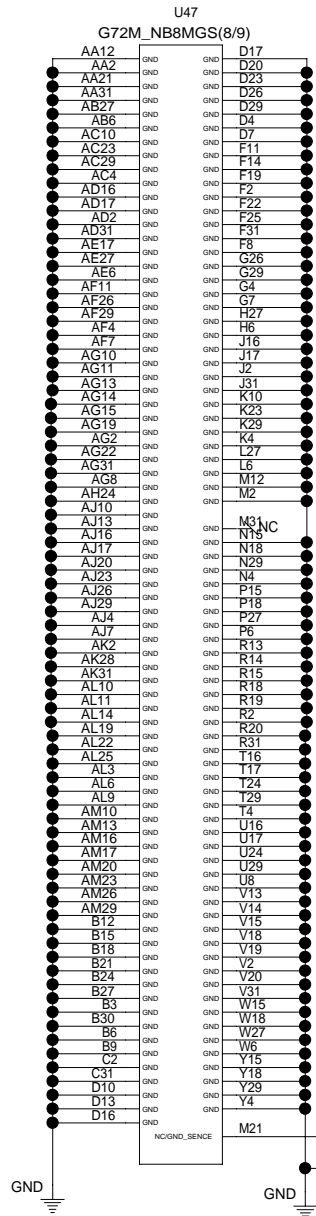 U47
G72M_NB8MGS(8/9)
AA12 GND GND D17
AA2 GND GND D20
AA21 GND GND D23
AA31 GND GND D26
AB27 GND GND D29
AB6 GND GND D4
AC10 GND GND D7
AC23 GND GND F11
AC29 GND GND F14
AC4 GND GND F19
AD16 GND GND F2
AD17 GND GND F22
AD2 GND GND F25
AD31 GND GND F31
AE17 GND GND F8
AE27 GND GND G26
AE6 GND GND G29
AF11 GND GND G4
AF26 GND GND G7
AF29 GND GND H27
AF4 GND GND H6
AF7 GND GND J16
AG10 GND GND J17
AG11 GND GND J2
AG13 GND GND J31
AG14 GND GND K10
AG15 GND GND K23
AG19 GND GND K29
AG2 GND GND K4
AG22 GND GND L27
AG31 GND GND L6
AG8 GND GND M12
AH24 GND GND M2
AJ10 GND
AJ13 GND GND M31 NC
AJ16 GND GND N15
AJ17 GND GND N18
AJ20 GND GND N29
AJ23 GND GND N4
AJ26 GND GND P15
AJ29 GND GND P18
AJ4 GND GND P27
AJ7 GND GND P6
AK2 GND GND R13
AK28 GND GND R14
AK31 GND GND R15
AL10 GND GND R18
AL11 GND GND R19
AL14 GND GND R2
AL19 GND GND R20
AL22 GND GND R31
AL25 GND GND T16
AL3 GND GND T17
AL6 GND GND T24
AL9 GND GND T29
AM10 GND GND T4
AM13 GND GND U16
AM16 GND GND U17
AM17 GND GND U24
AM20 GND GND U29
AM23 GND GND U8
AM26 GND GND V13
AM29 GND GND V14
B12 GND GND V15
B15 GND GND V18
B18 GND GND V19
B21 GND GND V2
B24 GND GND V20
B27 GND GND V31
B3 GND GND W15
B30 GND GND W18
B6 GND GND W27
B9 GND GND W6
C2 GND GND Y15
C31 GND GND Y18
D10 GND GND Y29
D13 GND GND Y4
D16 GND
NC/GND_SENCE M21
GND GND